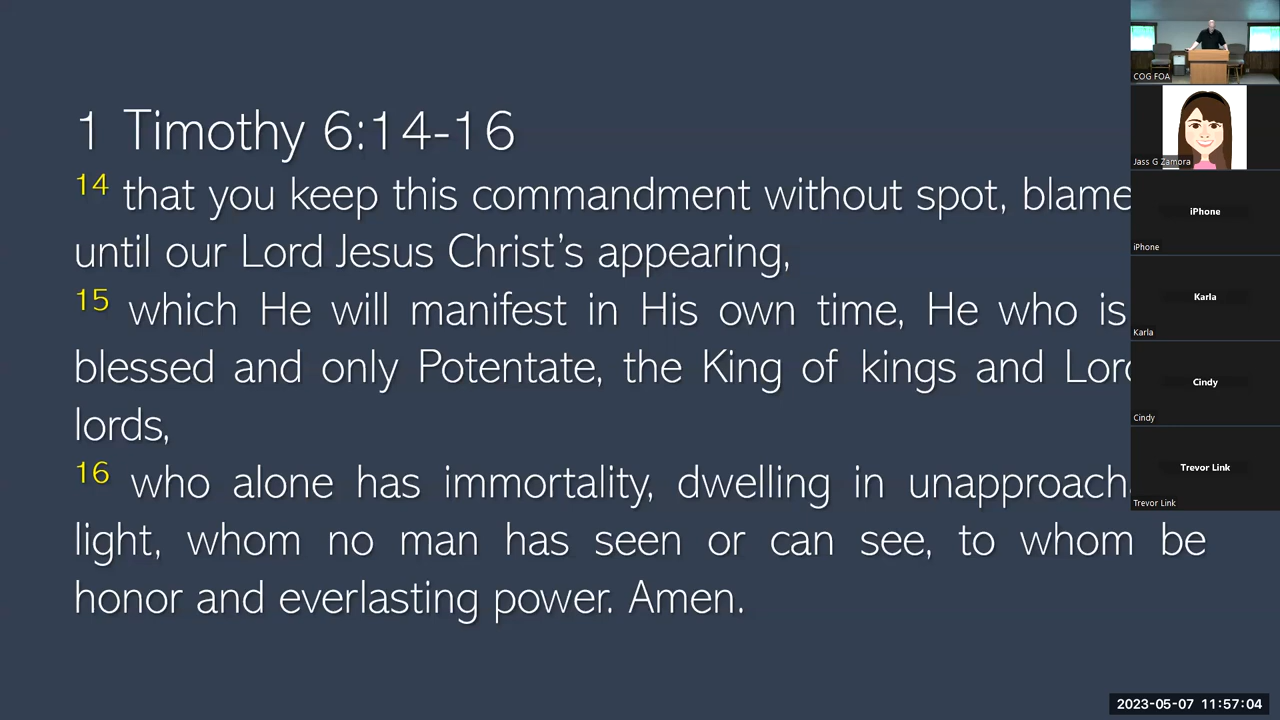 1 Timothy 6:14-16
14 that you keep this commandment without spot, blame
until our Lord Jesus Christ's appearing,
15 which He will manifest in His own time, He who is
blessed and only Potentate, the King of kings and Lord
lords,
16 who alone has immortality, dwelling in unapproach
light, whom no man has seen or can see, to whom be
honor and everlasting power. Amen.
COG FOA
Jass G Zamora
iPhone
iPhone
Karla
Karla
Cindy
Cindy
Trevor Link
Trevor Link
2023-05-07 11:57:04